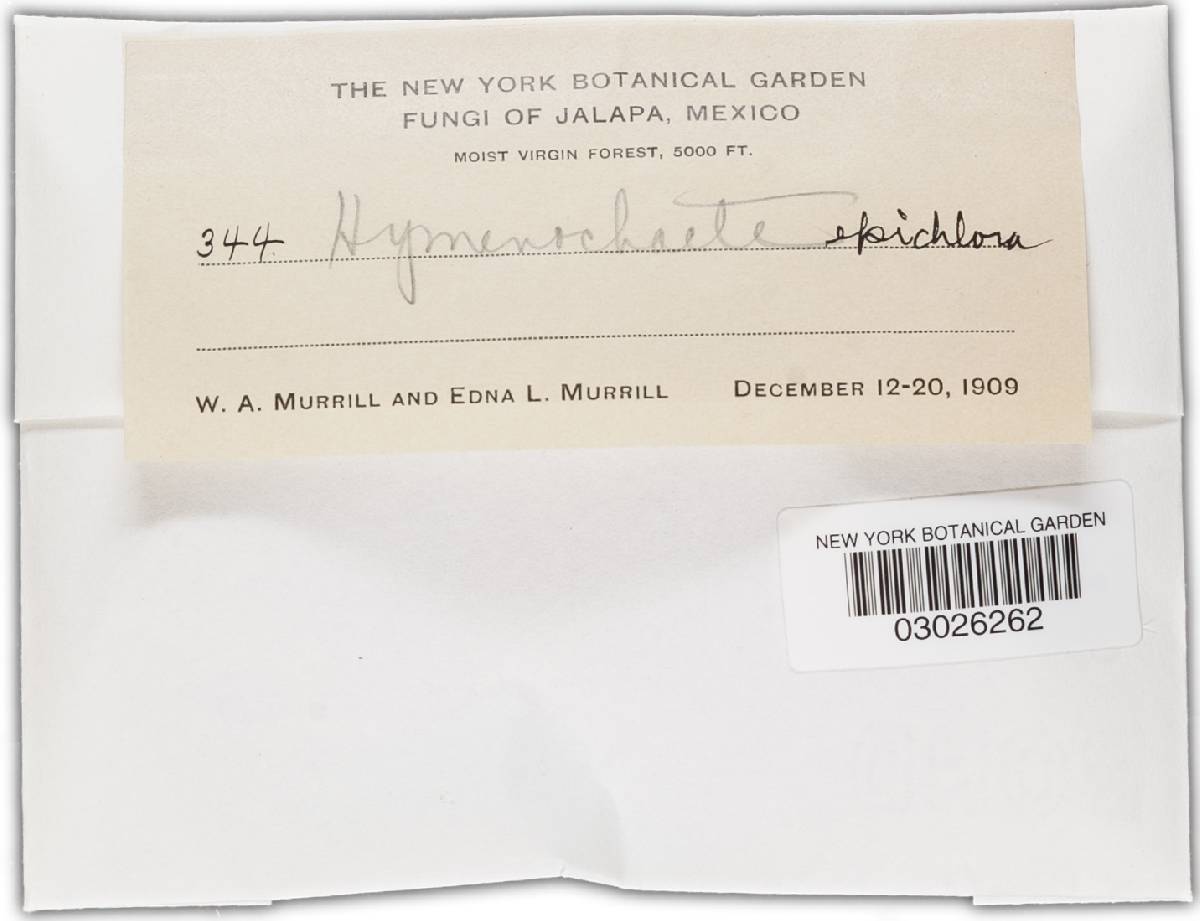 THE NEW YORK BOTANICAL GARDEN
FUNGI OF JALAPA, MEXICO
MOIST VIRGIN FOREST, 5000 FT.
344 Hymenochaete epichlora
W. A. MURRILL AND EDNA L. MURRILL DECEMBER 12-20, 1909
NEW YORK BOTANICAL GARDEN
03026262